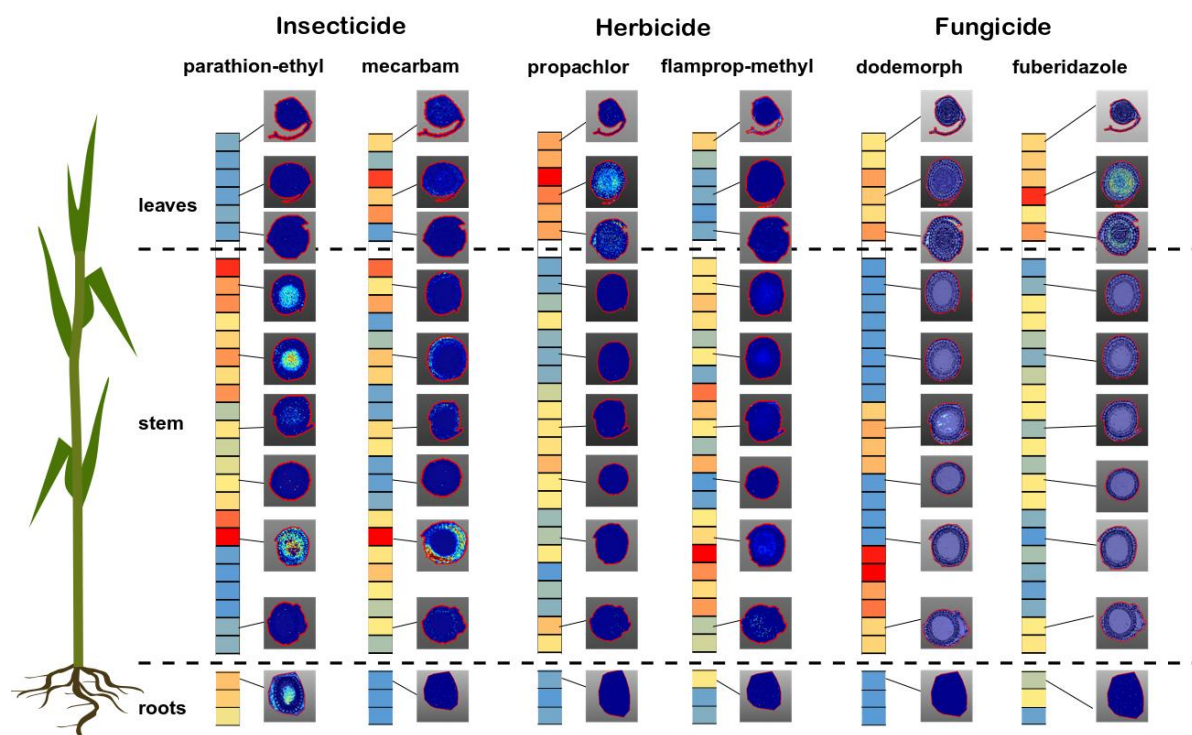 Insecticide Herbicide Fungicide
parathion-ethyl mecarbam propachlor flamprop-methyl dodemorph fuberidazole
leaves
stem
roots